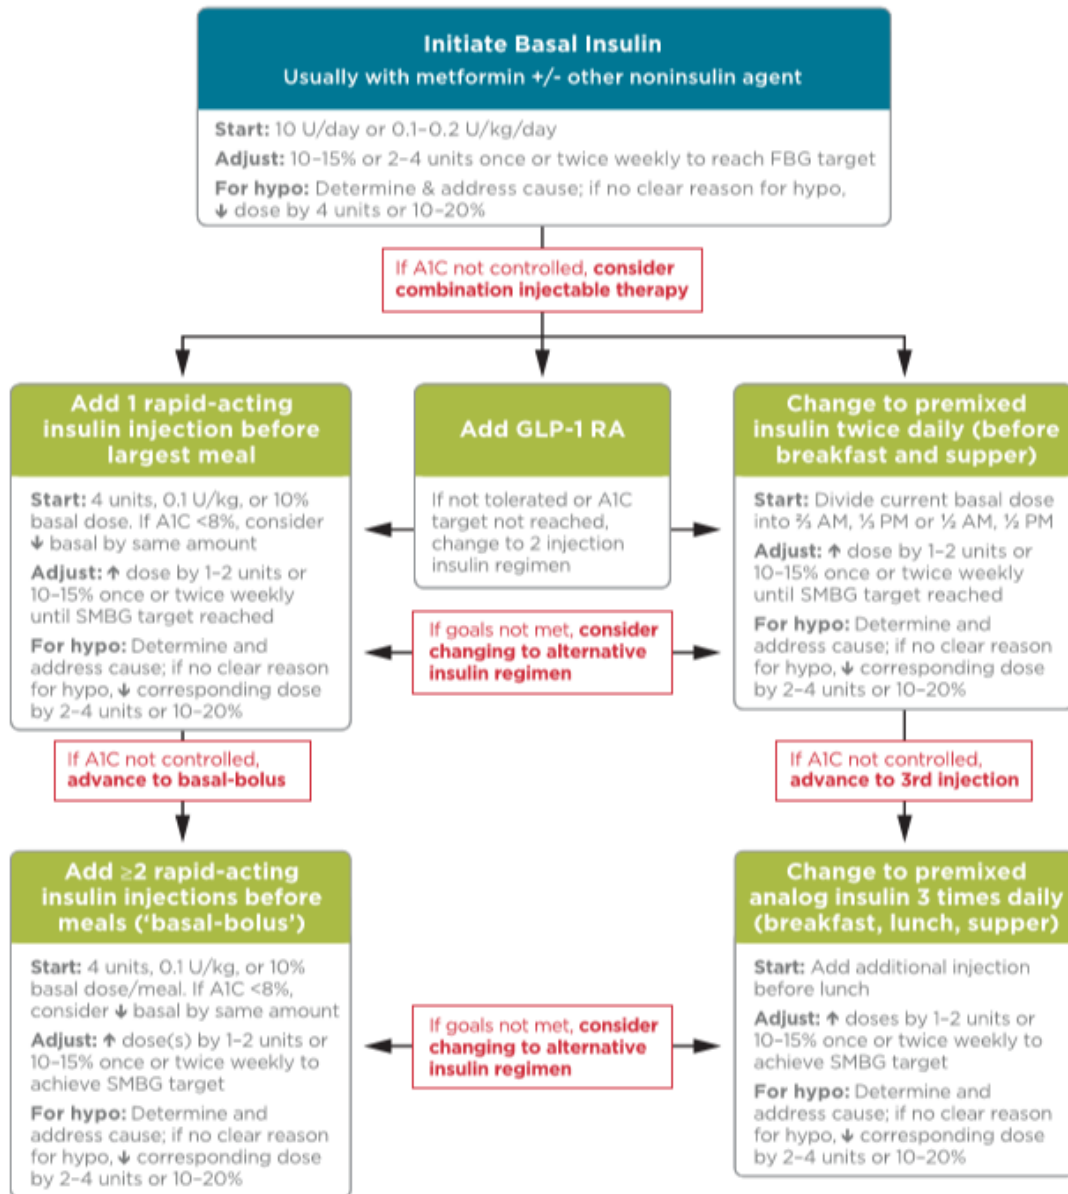 Initiate Basal Insulin
Usually with metformin +/- other noninsulin agent
Start: 10 U/day or 0.1–0.2 U/kg/day
Adjust: 10–15% or 2–4 units once or twice weekly to reach FBG target
For hypo: Determine & address cause; if no clear reason for hypo,
↓ dose by 4 units or 10–20%
If A1C not controlled, consider
combination injectable therapy
Add 1 rapid-acting
insulin injection before
largest meal
Start: 4 units, 0.1 U/kg, or 10%
basal dose. If A1C <8%, consider
↓ basal by same amount
Adjust: ↑ dose by 1–2 units or
10–15% once or twice weekly
until SMBG target reached
For hypo: Determine and
address cause; if no clear reason
for hypo, ↓ corresponding dose
by 2–4 units or 10–20%
Add GLP-1 RA
If not tolerated or A1C
target not reached,
change to 2 injection
insulin regimen
Change to premixed
insulin twice daily (before
breakfast and supper)
Start: Divide current basal dose
into ⅔ AM, ⅓ PM or ½ AM, ½ PM
Adjust: ↑ dose by 1–2 units or
10–15% once or twice weekly
until SMBG target reached
For hypo: Determine and
address cause; if no clear reason
for hypo, ↓ corresponding dose
by 2–4 units or 10–20%
If goals not met, consider
changing to alternative
insulin regimen
If A1C not controlled,
advance to basal-bolus
If A1C not controlled,
advance to 3rd injection
Add ≥2 rapid-acting
insulin injections before
meals (‘basal-bolus’)
Start: 4 units, 0.1 U/kg, or 10%
basal dose/meal. If A1C <8%,
consider ↓ basal by same amount
Adjust: ↑ dose(s) by 1–2 units or
10–15% once or twice weekly to
achieve SMBG target
For hypo: Determine and
address cause; if no clear reason
for hypo, ↓ corresponding dose
by 2–4 units or 10–20%
If goals not met, consider
changing to alternative
insulin regimen
Change to premixed
analog insulin 3 times daily
(breakfast, lunch, supper)
Start: Add additional injection
before lunch
Adjust: ↑ doses by 1–2 units or
10–15% once or twice weekly to
achieve SMBG target
For hypo: Determine and
address cause; if no clear reason
for hypo, ↓ corresponding dose
by 2–4 units or 10–20%